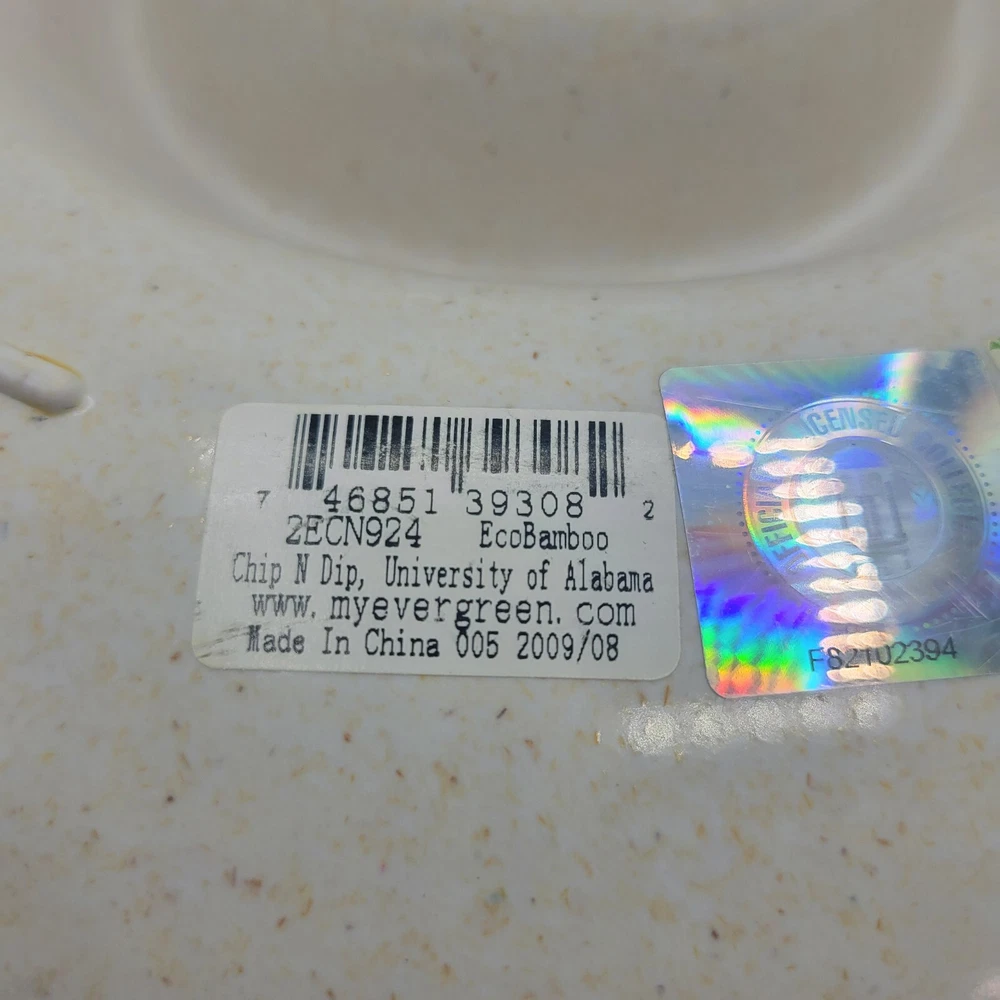 7 46851 39308 2
2ECN924 EcoBamboo
Chip N Dip, University of Alabama
www.myevergreen.com
Made In China 005 2009/08
F82102394